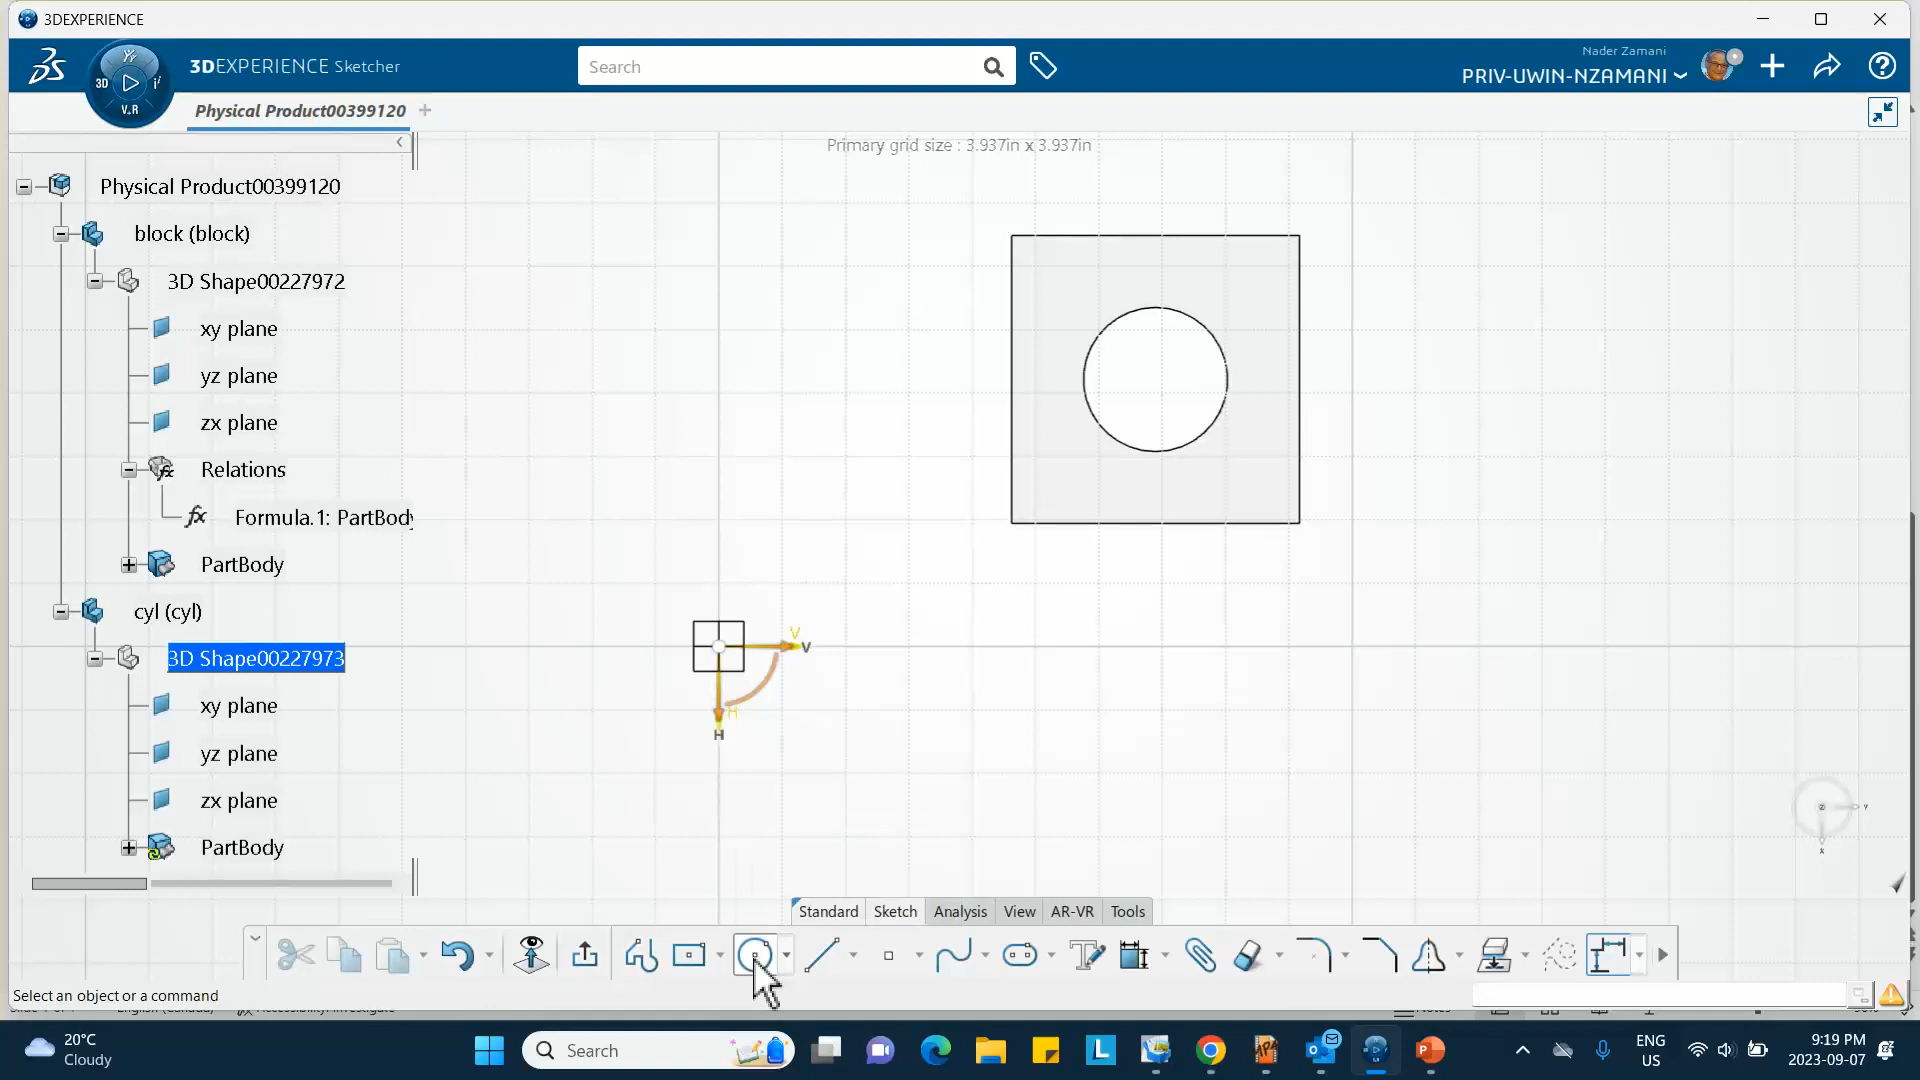 3DEXPERIENCE
3DEXPERIENCE Sketcher
3D
V.R
Search
Nader Zamani
PRIV-UWIN-NZAMANI
Physical Product00399120
Primary grid size : 3.937in x 3.937in
Physical Product00399120
block (block)
3D Shape00227972
xy plane
yz plane
zx plane
Relations
fx Formula.1: PartBody
PartBody
cyl (cyl)
3D Shape00227973
xy plane
yz plane
zx plane
PartBody
V
V
H
H
Z
Y
X
Standard
Sketch
Analysis
View
AR-VR
Tools
Select an object or a command
20°C
Cloudy
Search
ENG
US
9:19 PM
2023-09-07